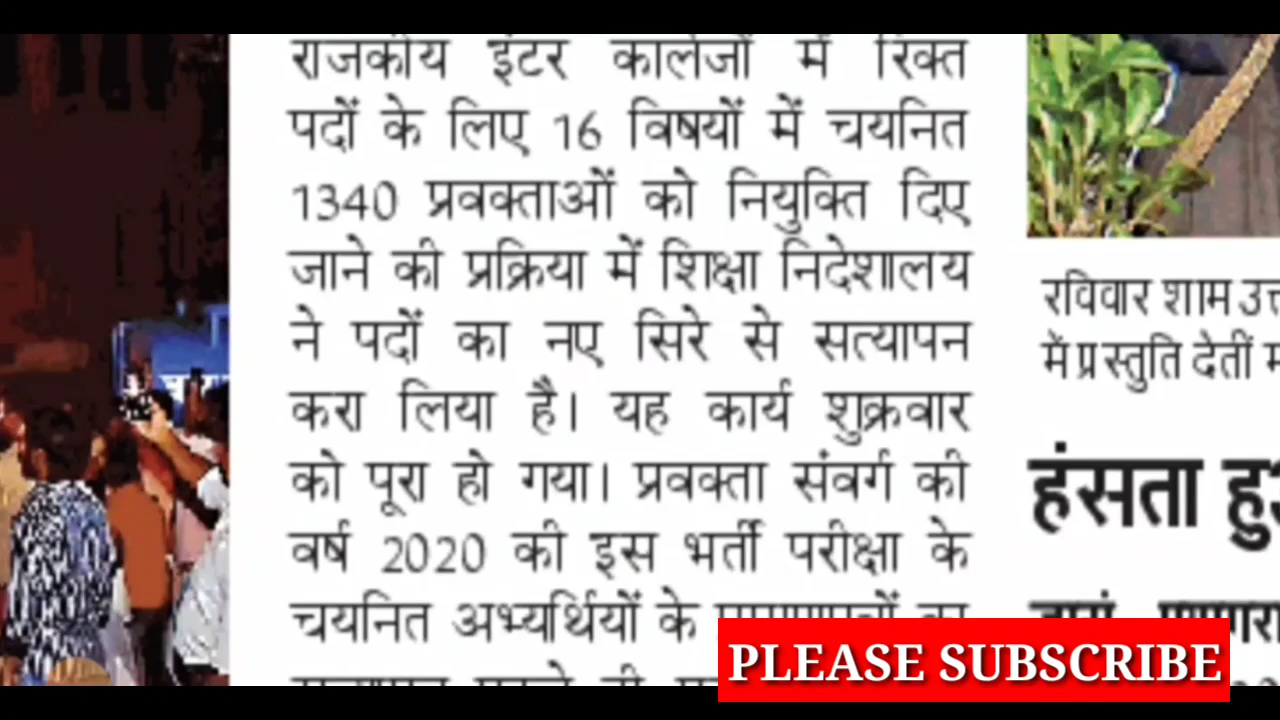 राजकीय इंटर कालेजों में रिक्त
पदों के लिए 16 विषयों में चयनित
1340 प्रवक्ताओं को नियुक्ति दिए
जाने की प्रक्रिया में शिक्षा निदेशालय
ने पदों का नए सिरे से सत्यापन
करा लिया है। यह कार्य शुक्रवार
को पूरा हो गया। प्रवक्ता संवर्ग की
वर्ष 2020 की इस भर्ती परीक्षा के
चयनित अभ्यर्थियों के
रविवार शाम
में प्रस्तुति देतीं
हंसता
PLEASE SUBSCRIBE